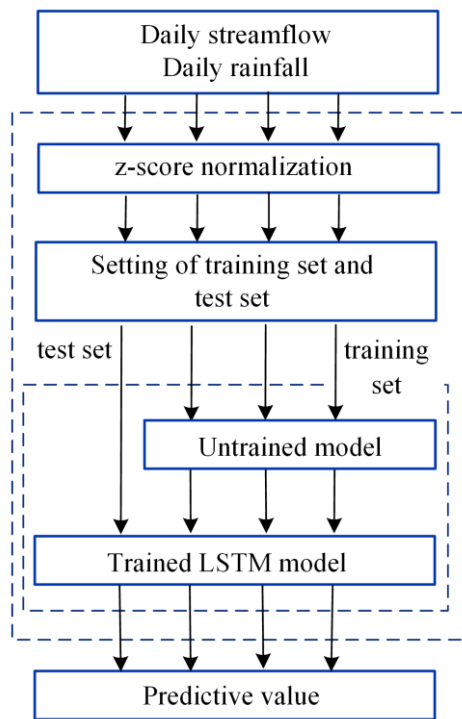 Daily streamflow
Daily rainfall
z-score normalization
Setting of training set and
test set
test set
training
set
Untrained model
Trained LSTM model
Predictive value